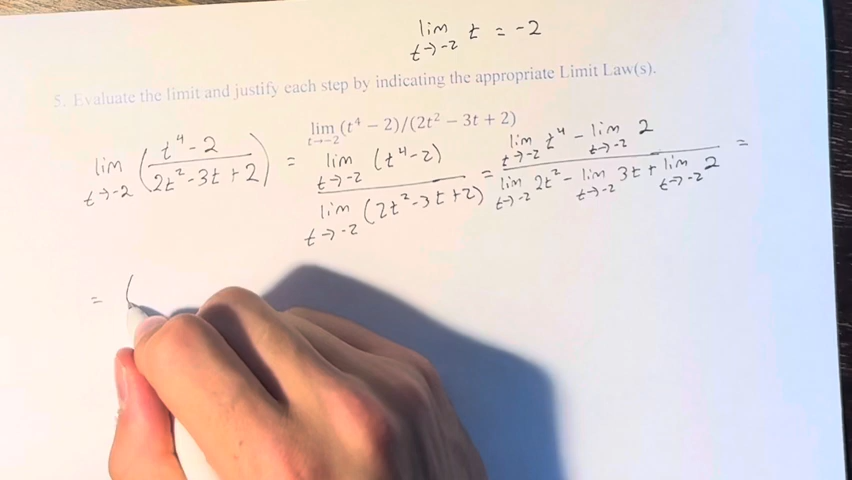 lim t→-2 t = -2
5. Evaluate the limit and justify each step by indicating the appropriate Limit Law(s).
lim t→-2 (t⁴ − 2)/(2t² − 3t + 2)
lim t→-2 (t⁴-2 / 2t²-3t+2) = lim t→-2 (t⁴-2) / lim t→-2 (2t²-3t+2) = lim t→-2 t⁴ - lim t→-2 2 / lim t→-2 2t² - lim t→-2 3t + lim t→-2 2 =
= (